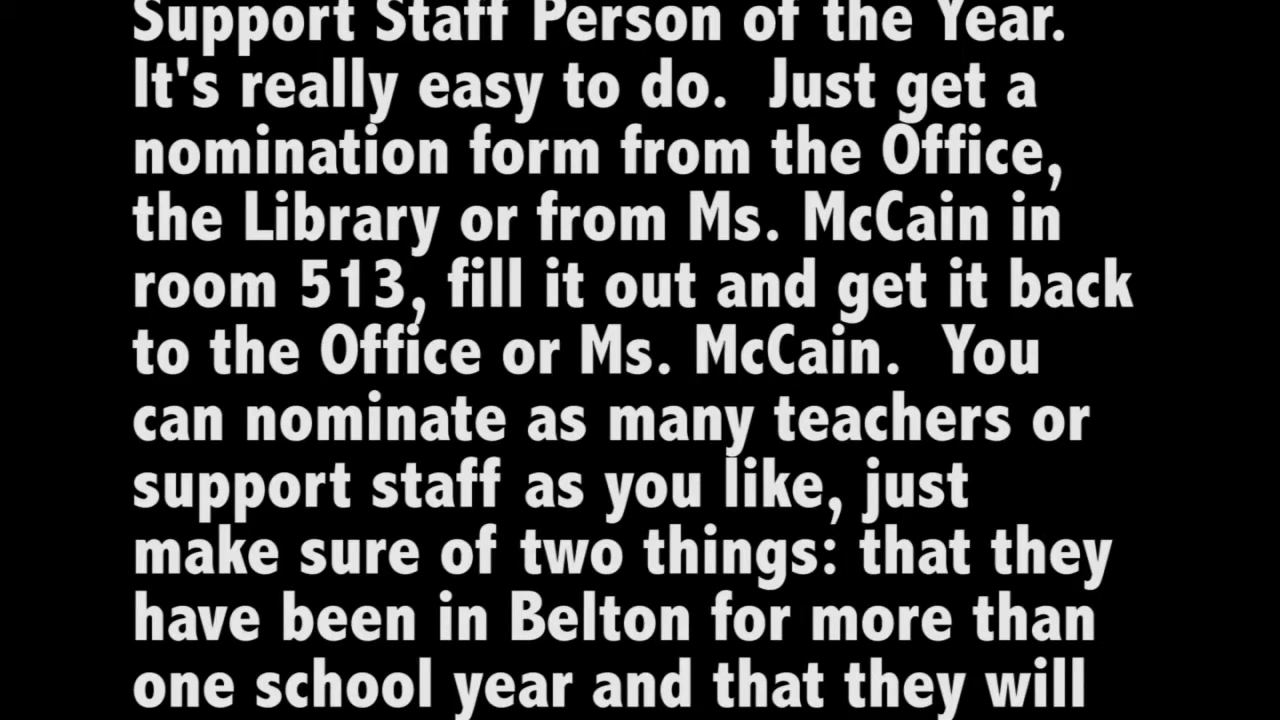 Support Staff Person of the Year.
It's really easy to do.  Just get a
nomination form from the Office,
the Library or from Ms. McCain in
room 513, fill it out and get it back
to the Office or Ms. McCain.  You
can nominate as many teachers or
support staff as you like, just
make sure of two things: that they
have been in Belton for more than
one school year and that they will